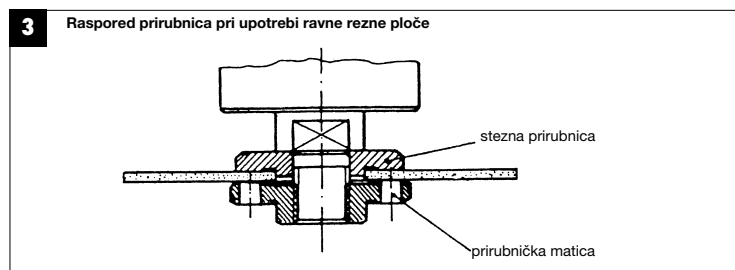 3
Raspored prirubnica pri upotrebi ravne rezne ploče
stezna prirubnica
prirubnička matica